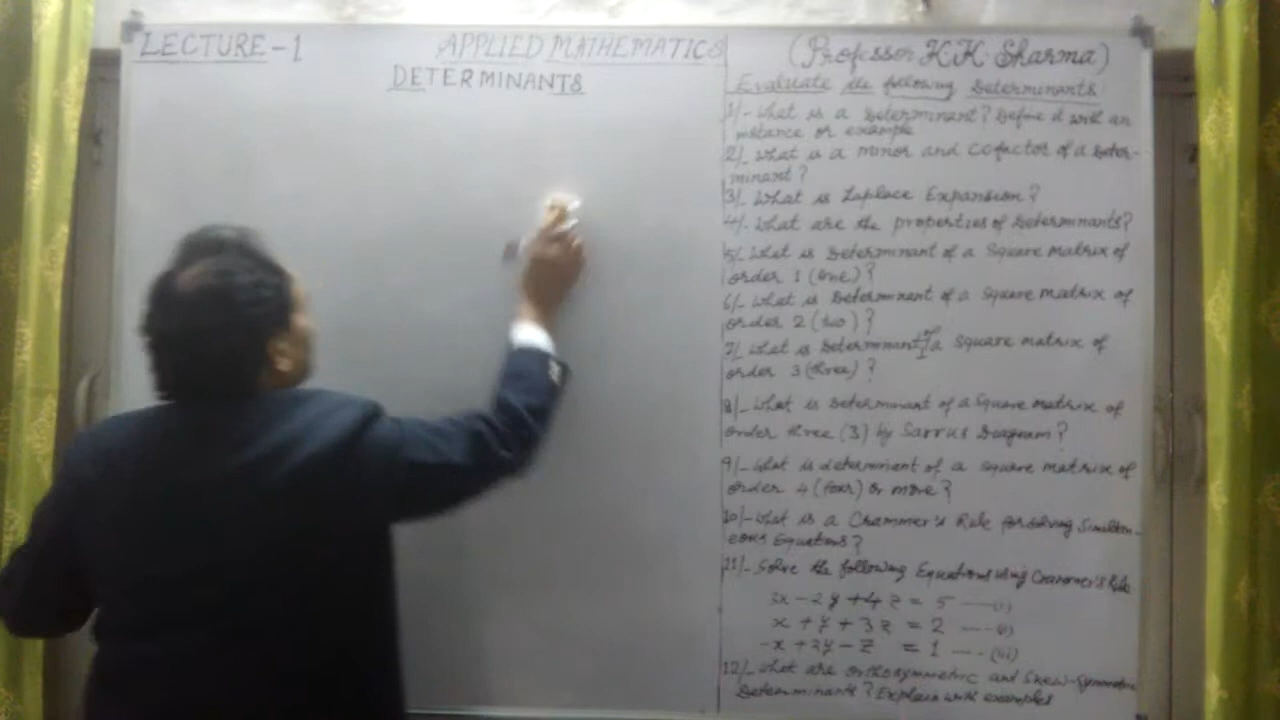 LECTURE-1
APPLIED MATHEMATICS
DETERMINANTS
(Professor K.K. Sharma)
Evaluate the following Determinants
1/- What is a Determinant? Define it with an
instance or example
2/- What is a minor and cofactor of a Deter-
minant?
3/- What is Laplace Expansion?
4/- What are the properties of Determinants?
5/- What is Determinant of a Square Matrix of
order 1 (one)?
6/- What is Determinant of a Square Matrix of
order 2 (two)?
7/- What is Determinant of a Square matrix of
order 3 (three)?
8/- What is Determinant of a Square Matrix of
order three (3) by Sarrus Diagram?
9/- What is determinent of a square matrix of
order 4 (four) or more?
10/- What is a Crammer's Rule for solving Simultan-
eous Equations?
11/- Solve the following Equations using Crammer's Rule
3x - 2y + 4z = 5 ---(i)
x + y + 3z = 2 ---(ii)
-x + 2y - z = 1 ---(iii)
12/- What are orthosymmetric and Skew-Symmetric
Determinants? Explain with examples